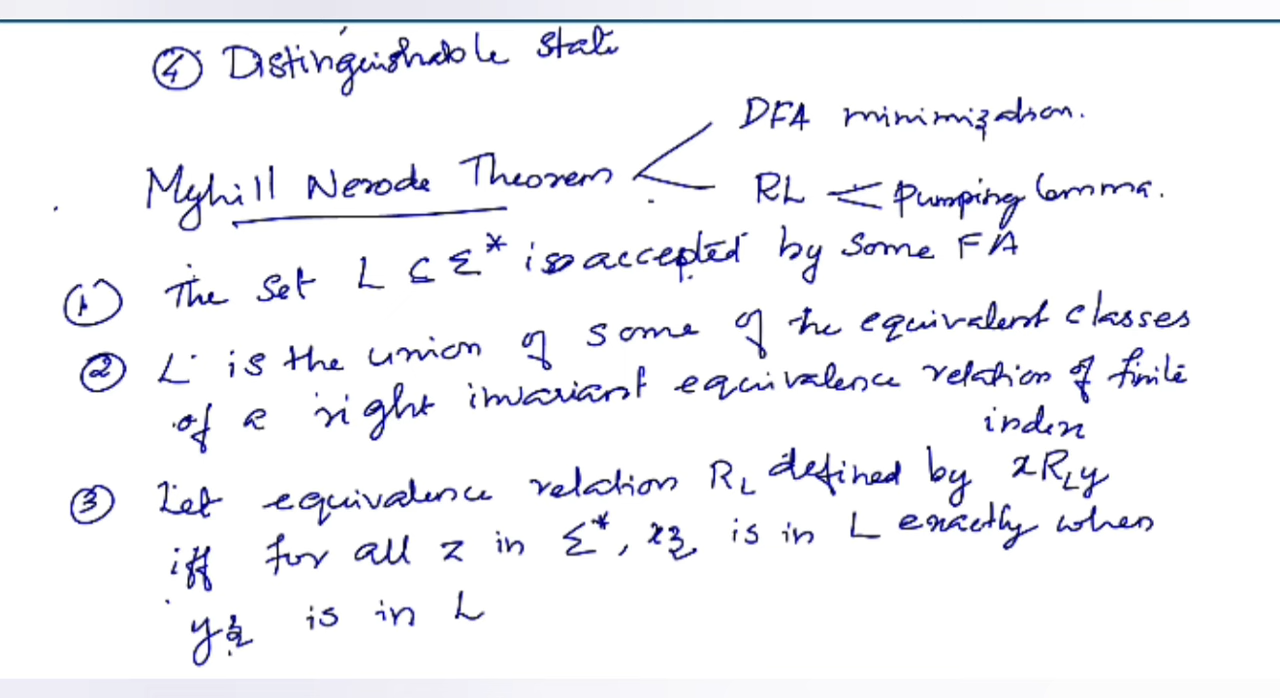 ④ Distinguishable State
DFA minimization.
Myhill Nerode Theorem <
RL < Pumping lemma.
① The Set L ⊆ Σ* is accepted by some FA
② L is the union of some of the equivalent classes
of a right invariant equivalence relation of finite
index
③ Let equivalence relation R_L defined by xR_Ly
iff for all z in Σ*, xz is in L exactly when
yz is in L